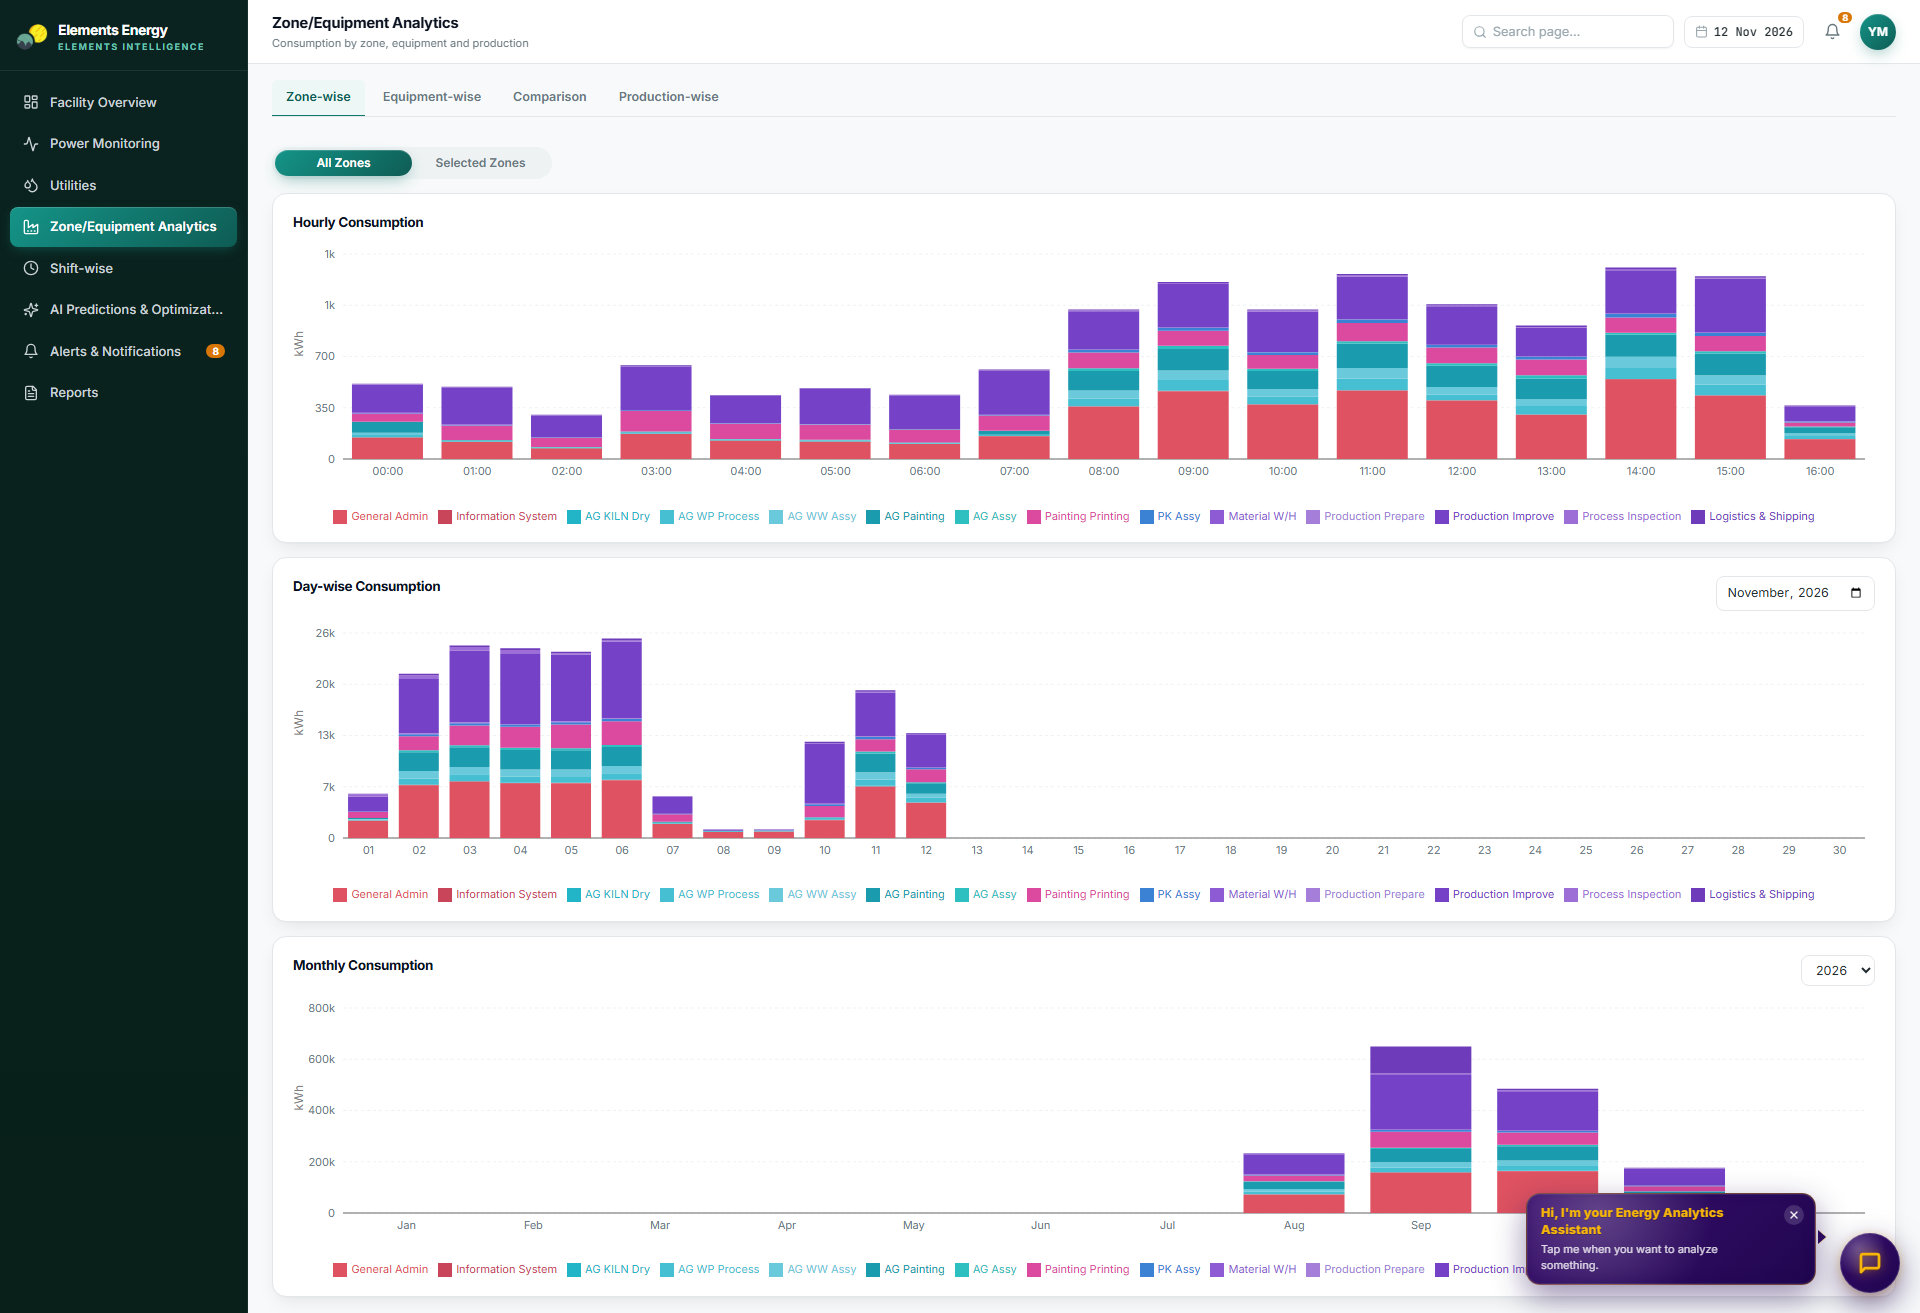 Elements Energy
ELEMENTS INTELLIGENCE
Facility Overview
Power Monitoring
Utilities
Zone/Equipment Analytics
Shift-wise
AI Predictions & Optimizat...
Alerts & Notifications 8
Reports
Zone/Equipment Analytics
Consumption by zone, equipment and production
Search page...
12 Nov 2026
8
YM
Zone-wise Equipment-wise Comparison Production-wise
All Zones Selected Zones
Hourly Consumption
1k
1k
700
350
0
kWh
00:00 01:00 02:00 03:00 04:00 05:00 06:00 07:00 08:00 09:00 10:00 11:00 12:00 13:00 14:00 15:00 16:00
General Admin Information System AG KILN Dry AG WP Process AG WW Assy AG Painting AG Assy Painting Printing PK Assy Material W/H Production Prepare Production Improve Process Inspection Logistics & Shipping
Day-wise Consumption
November, 2026
26k
20k
13k
7k
0
kWh
01 02 03 04 05 06 07 08 09 10 11 12 13 14 15 16 17 18 19 20 21 22 23 24 25 26 27 28 29 30
General Admin Information System AG KILN Dry AG WP Process AG WW Assy AG Painting AG Assy Painting Printing PK Assy Material W/H Production Prepare Production Improve Process Inspection Logistics & Shipping
Monthly Consumption
2026
800k
600k
400k
200k
0
kWh
Jan Feb Mar Apr May Jun Jul Aug Sep
General Admin Information System AG KILN Dry AG WP Process AG WW Assy AG Painting AG Assy Painting Printing PK Assy Material W/H Production Prepare Production Im
Hi, I'm your Energy Analytics
Assistant
Tap me when you want to analyze
something.